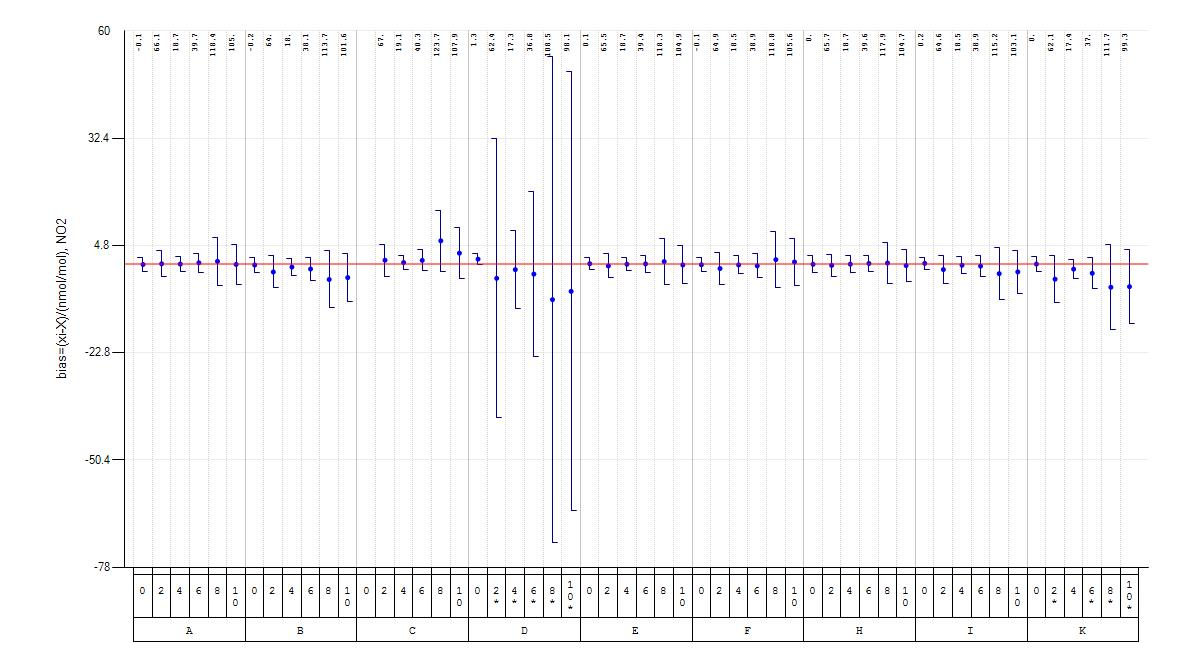 60
32.4
4.8
-22.8
-50.4
-78
bias=(xi-X)/(nmol/mol), NO2
-0.1 66.1 18.7 39.7 118.4 105. -0.2 64. 18. 38.1 113.7 101.6 67. 19.1 40.3 123.7 107.9 1.3 62.4 17.3 36.8 108.5 98.1 0.1 65.5 18.7 39.4 118.3 104.9 -0.1 64.9 18.5 38.9 118.8 105.6 0. 65.7 18.7 39.6 117.9 104.7 0.2 64.6 18.5 38.9 115.2 103.1 0. 62.1 17.4 37. 111.7 99.3
0 2 4 6 8 10 0 2 4 6 8 10 0 2 4 6 8 10 0 2* 4* 6* 8* 10* 0 2 4 6 8 10 0 2 4 6 8 10 0 2 4 6 8 10 0 2 4 6 8 10 0 2* 4 6* 8* 10*
A B C D E F H I K